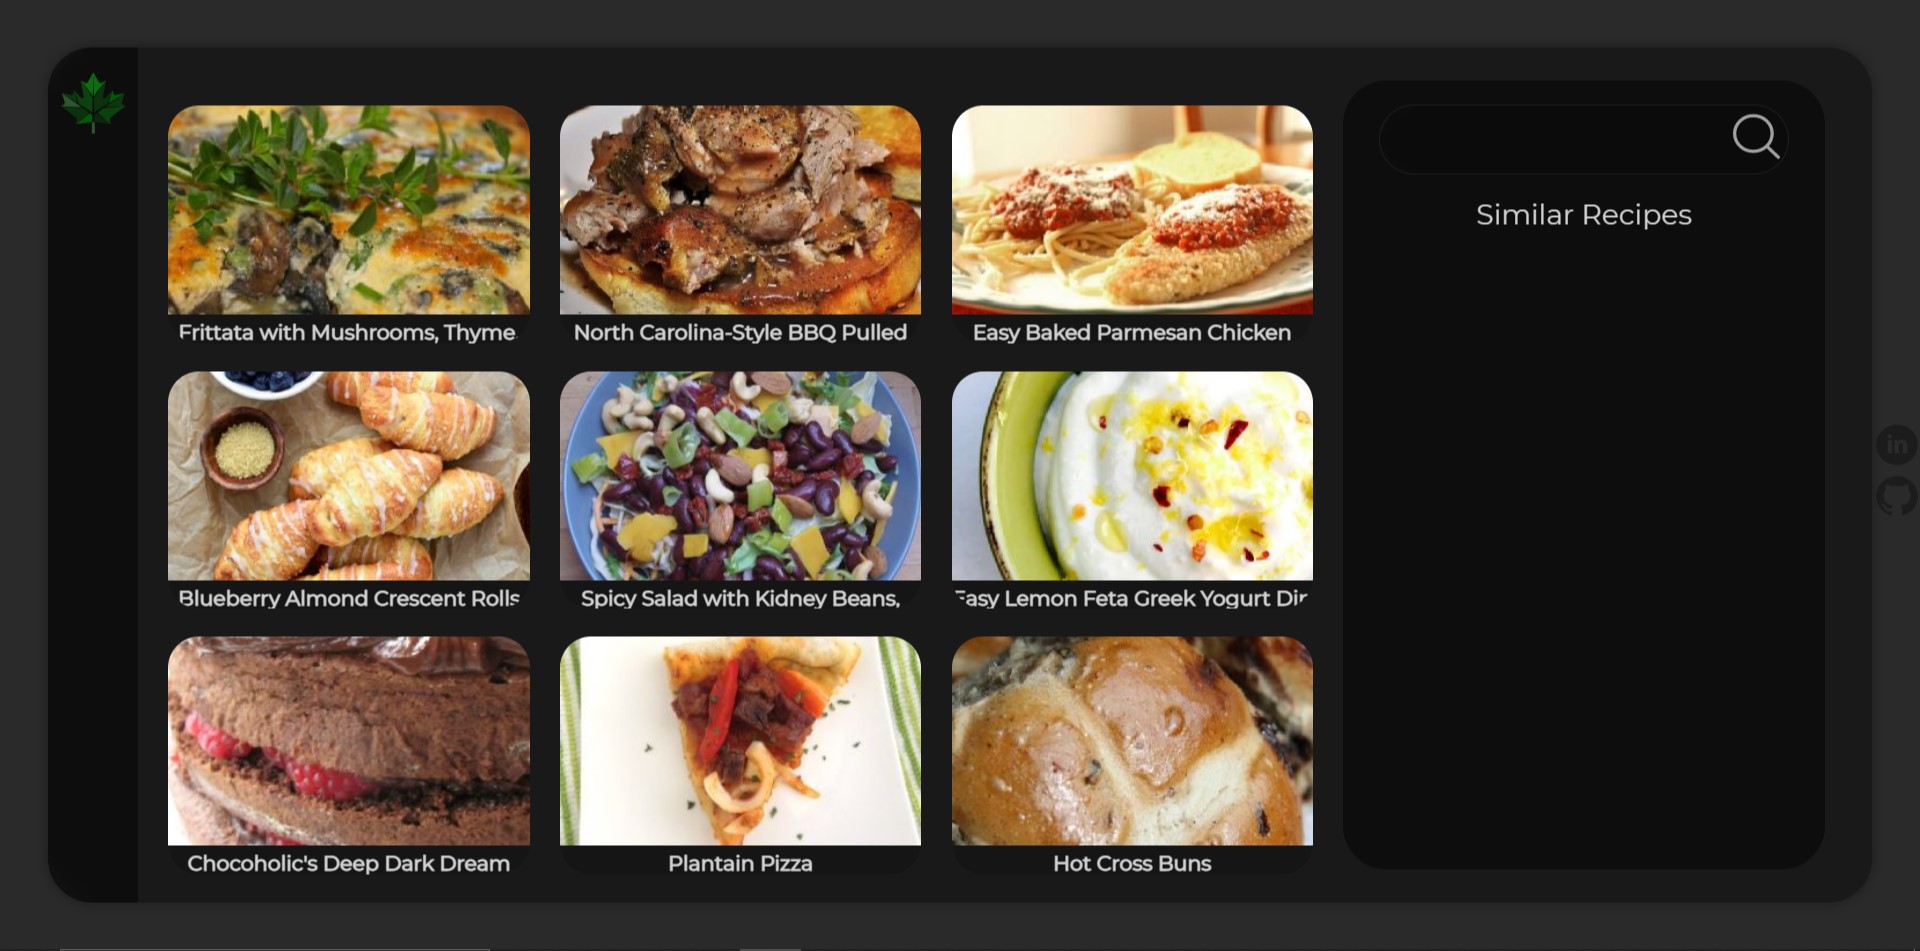 Similar Recipes
Frittata with Mushrooms, Thyme
North Carolina-Style BBQ Pulled
Easy Baked Parmesan Chicken
Blueberry Almond Crescent Rolls
Spicy Salad with Kidney Beans,
Easy Lemon Feta Greek Yogurt Dip
in
Chocoholic's Deep Dark Dream
Plantain Pizza
Hot Cross Buns